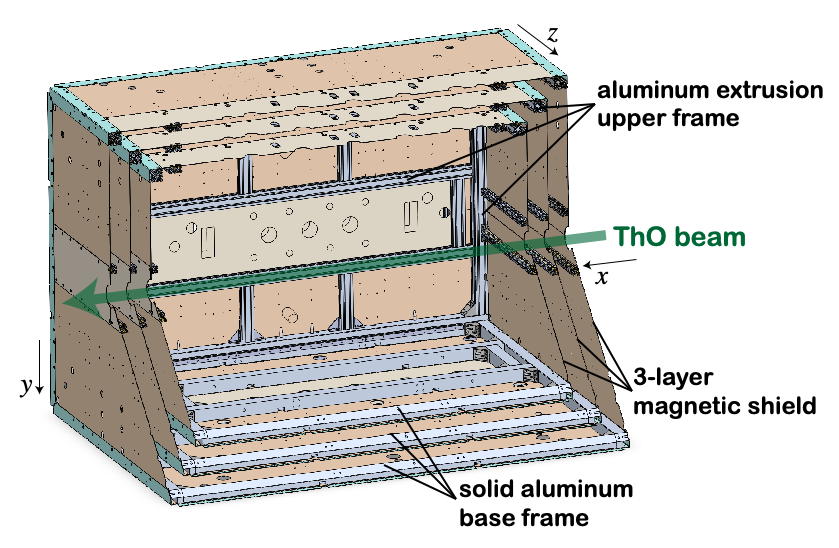 z
aluminum extrusion
upper frame
ThO beam
x
y
3-layer
magnetic shield
solid aluminum
base frame